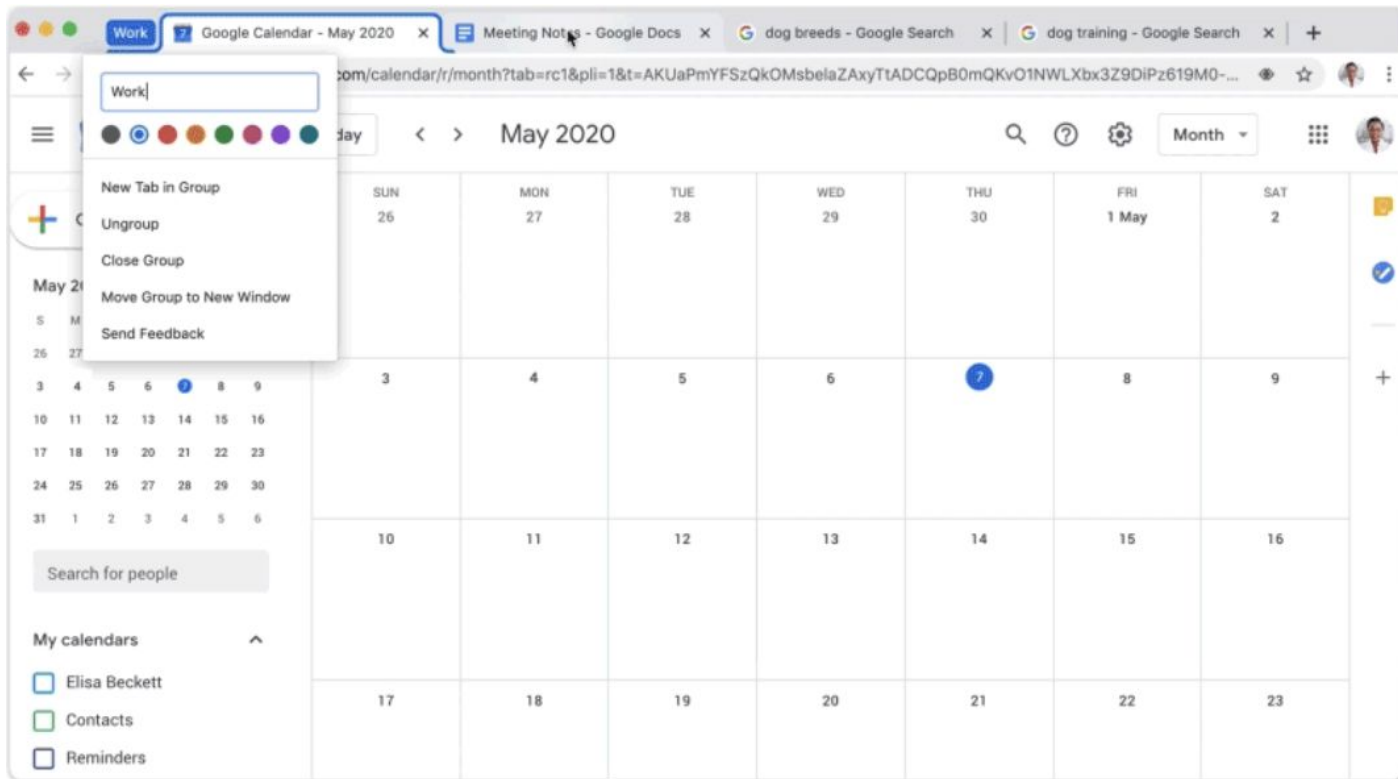 Work
Google Calendar - May 2020
Meeting Notes - Google Docs
dog breeds - Google Search
dog training - Google Search
com/calendar/r/month?tab=rc1&pli=1&t=AKUaPmYFSzQkOMsbelaZAxyTtADCQpB0mQKvO1NWLXbx3Z9DiPz619M0-...
Work
New Tab in Group
Ungroup
Close Group
Move Group to New Window
Send Feedback
day
May 2020
Month
May 20
S M
26 27
3 4 5 6 7 8 9
10 11 12 13 14 15 16
17 18 19 20 21 22 23
24 25 26 27 28 29 30
31 1 2 3 4 5 6
Search for people
My calendars
Elisa Beckett
Contacts
Reminders
SUN MON TUE WED THU FRI SAT
26 27 28 29 30 1 May 2
3 4 5 6 7 8 9
10 11 12 13 14 15 16
17 18 19 20 21 22 23